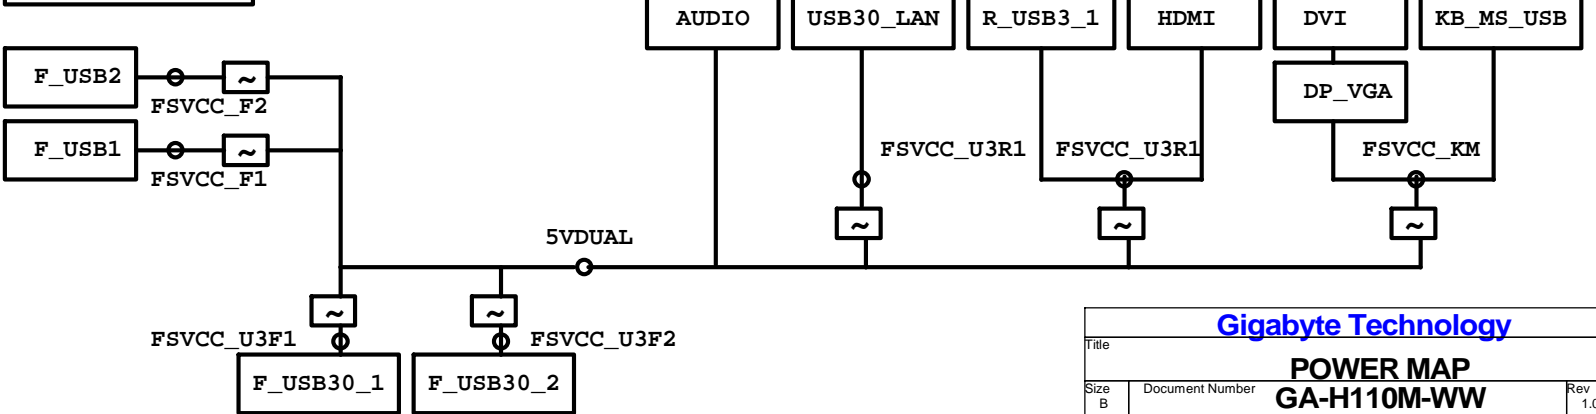 AUDIO
USB30_LAN
R_USB3_1
HDMI
DVI
KB_MS_USB
F_USB2
~
FSVCC_F2
DP_VGA
F_USB1
~
FSVCC_F1
FSVCC_U3R1
FSVCC_U3R1
FSVCC_KM
~
~
~
5VDUAL
~
~
FSVCC_U3F1
FSVCC_U3F2
F_USB30_1
F_USB30_2
Gigabyte Technology
Title
POWER MAP
Size
B
Document Number
GA-H110M-WW
Rev